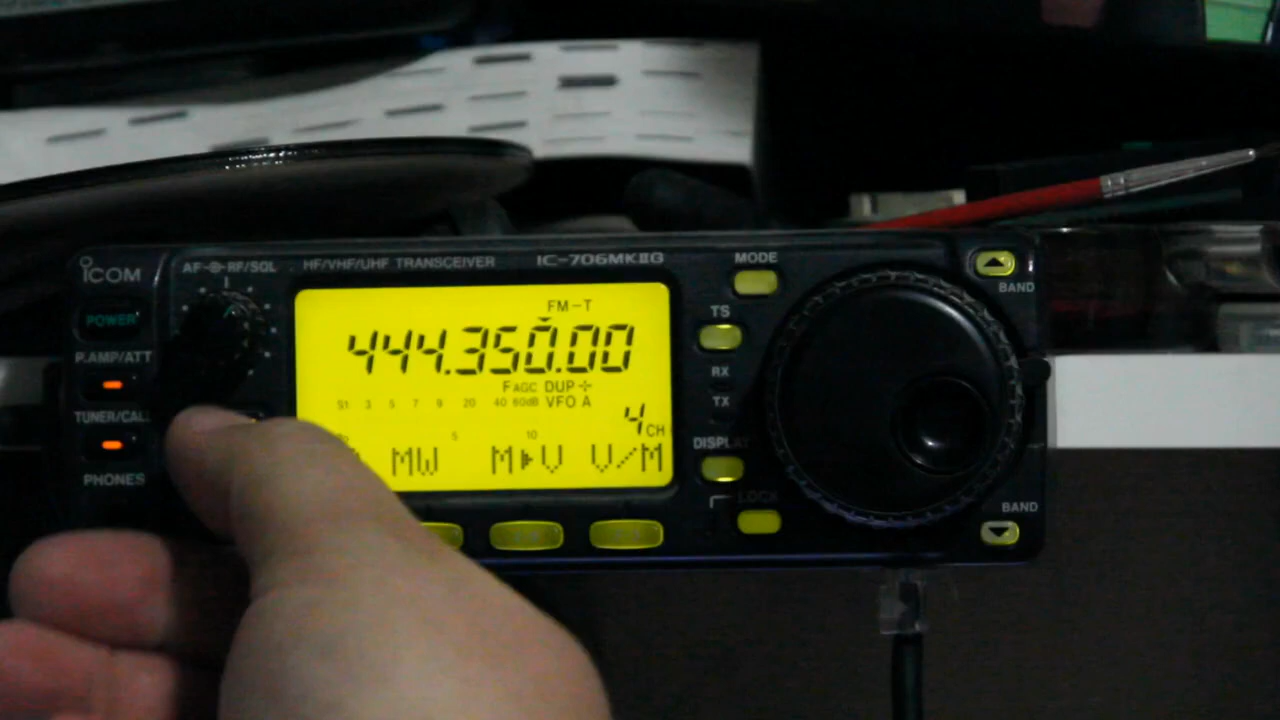 ICOM
AF RF/SQL
HF/VHF/UHF TRANSCEIVER
IC-706MKIIG
MODE
BAND
POWER
FM-T
TS
444.350.00
P.AMP/ATT
RX
F AGC DUP+
S1 3 5 7 9 20 40 60dB VFO A
TX
TUNER/CALL
4CH
5 10
DISPLAY
MW M▸V V/M
PHONES
LOCK
BAND